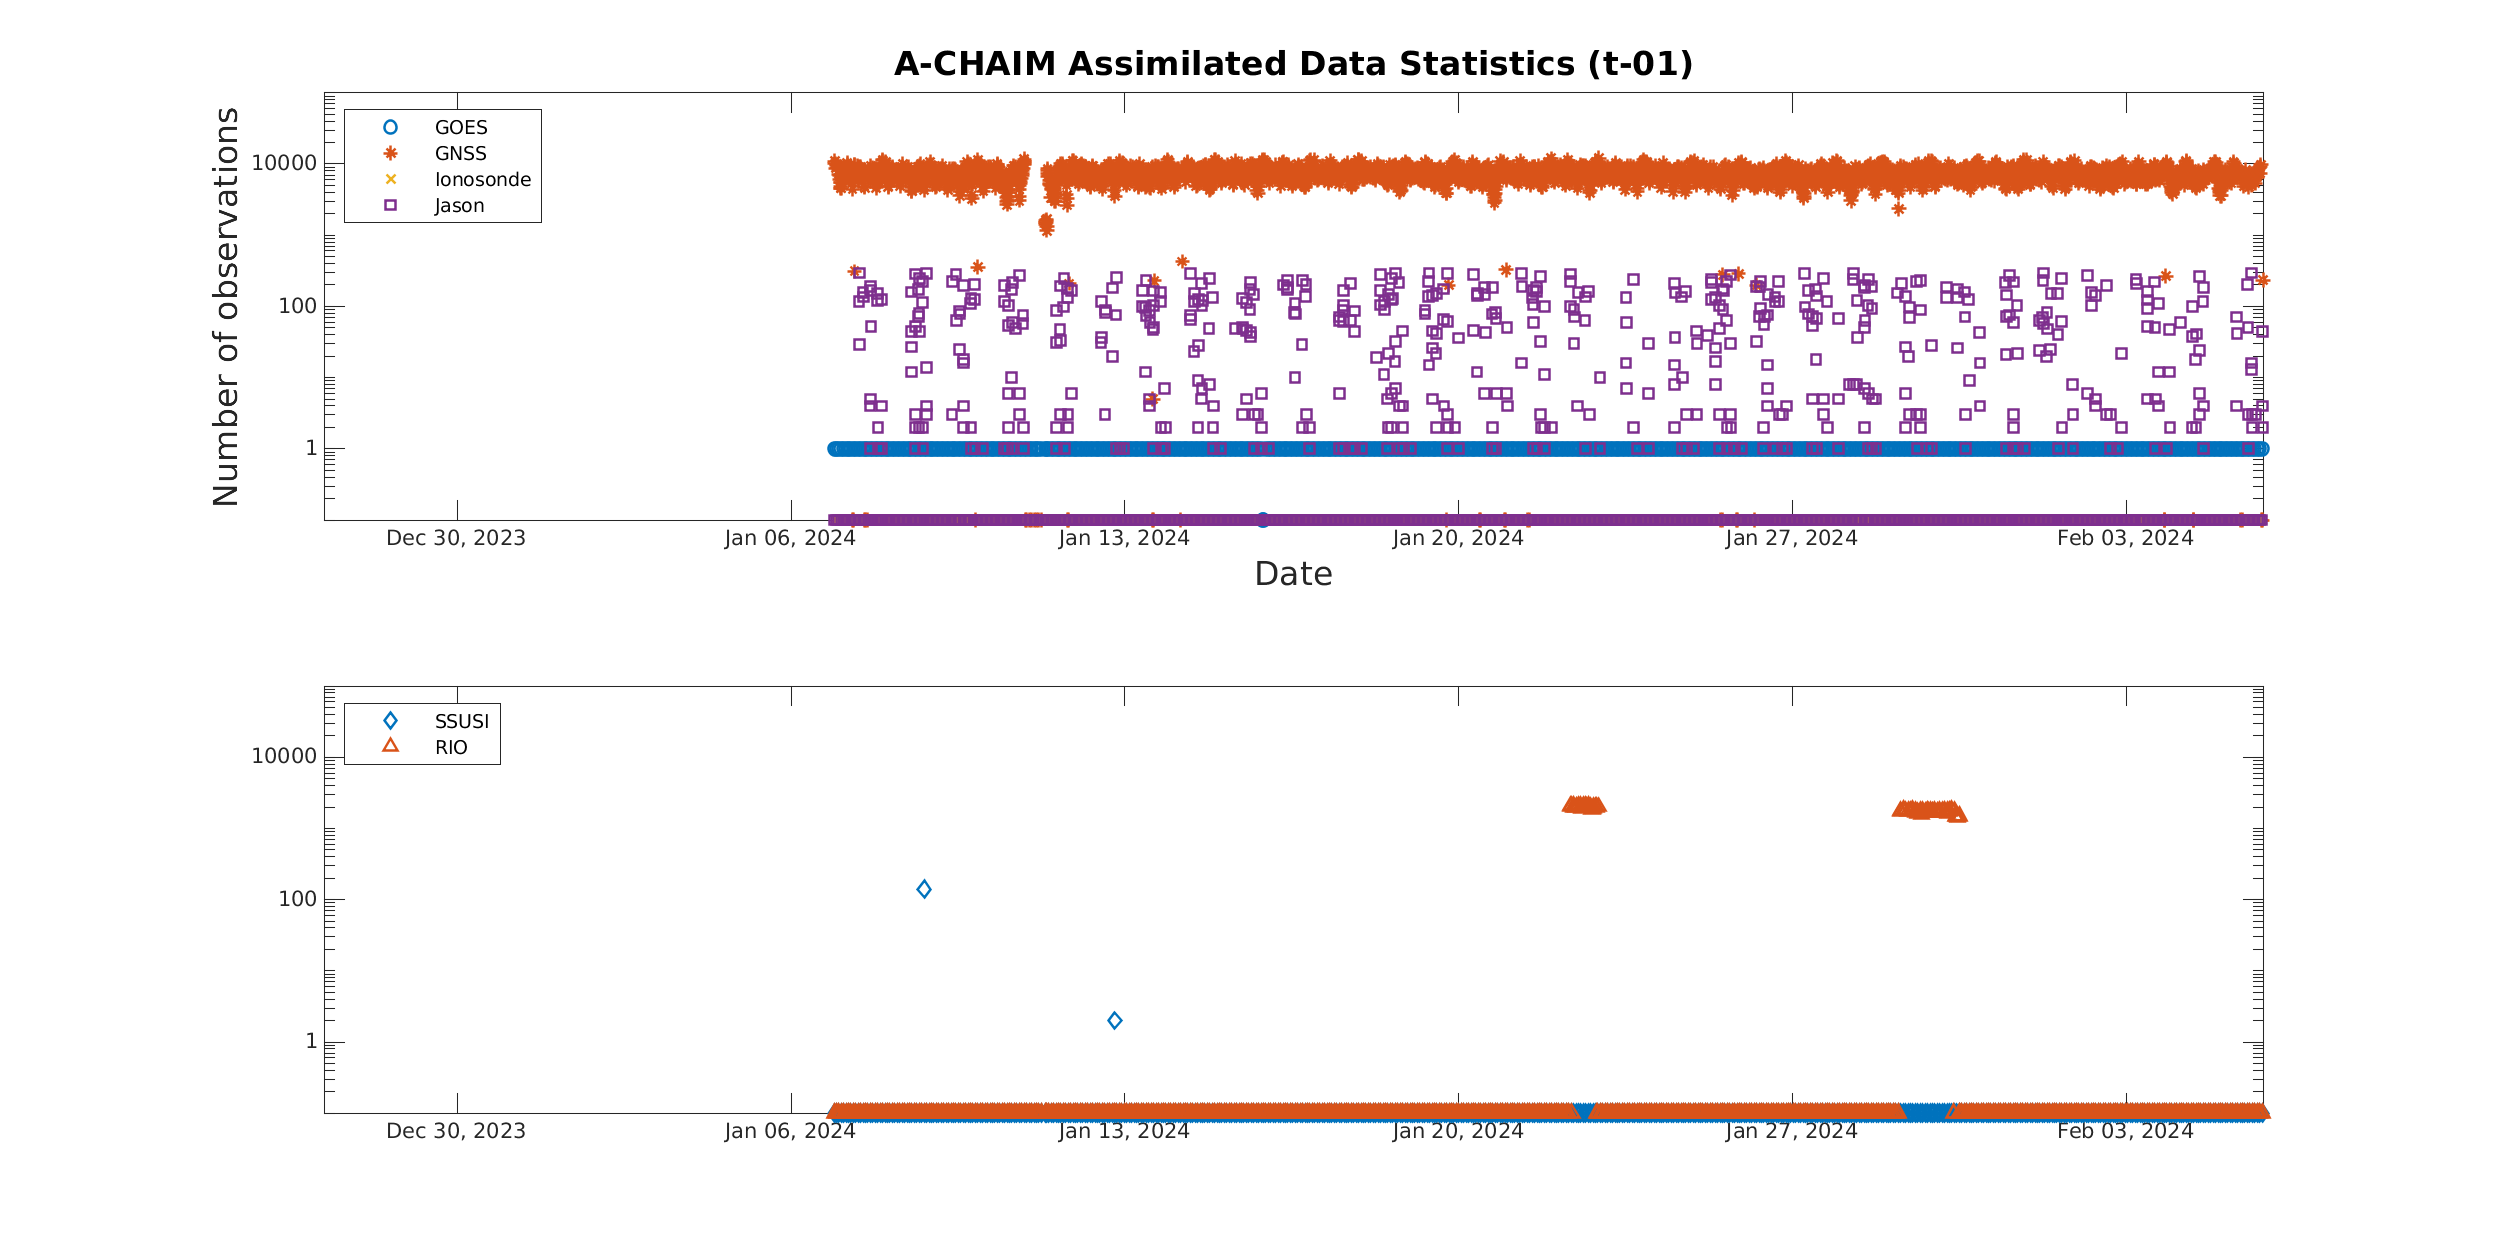 A-CHAIM Assimilated Data Statistics (t-01)
Number of observations
10000
100
1
GOES
GNSS
Ionosonde
Jason
Dec 30, 2023
Jan 06, 2024
Jan 13, 2024
Jan 20, 2024
Jan 27, 2024
Feb 03, 2024
Date
10000
100
1
SSUSI
RIO
Dec 30, 2023
Jan 06, 2024
Jan 13, 2024
Jan 20, 2024
Jan 27, 2024
Feb 03, 2024